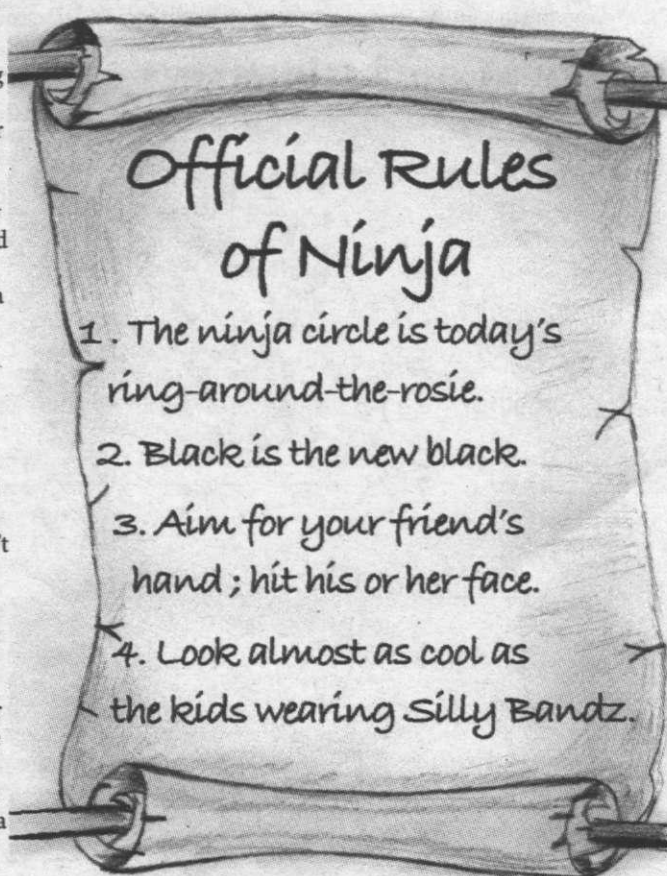 Official Rules
of Ninja
1. The ninja circle is today's
ring-around-the-rosie.
2. Black is the new black.
3. Aim for your friend's
hand; hit his or her face.
4. Look almost as cool as
the kids wearing Silly Bandz.